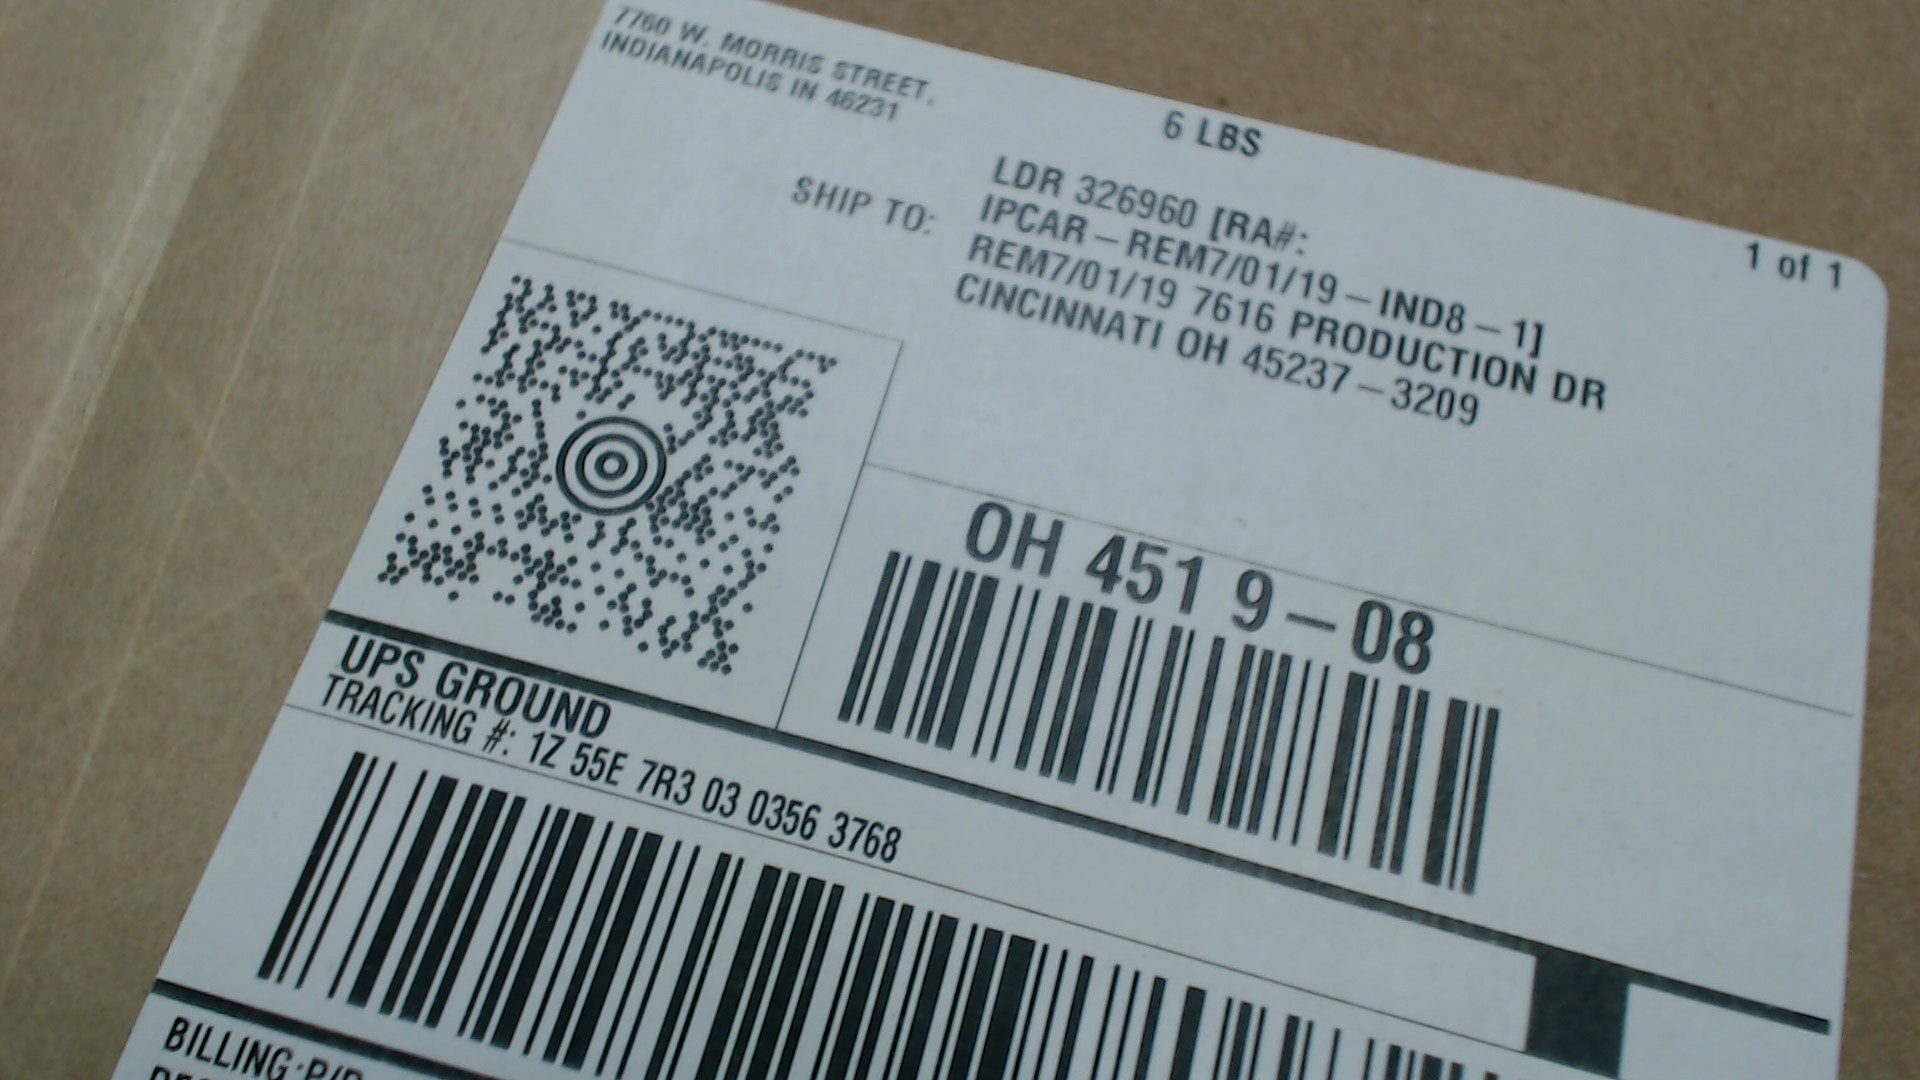 7760 W. MORRIS STREET,
INDIANAPOLIS IN 46231
6 LBS
1 of 1
SHIP TO:
LDR 326960 [RA#:
IPCAR-REM7/01/19-IND8-1]
REM7/01/19 7616 PRODUCTION DR
CINCINNATI OH 45237-3209
OH 451 9-08
UPS GROUND
TRACKING #: 1Z 55E 7R3 03 0356 3768
BILLING: P/P